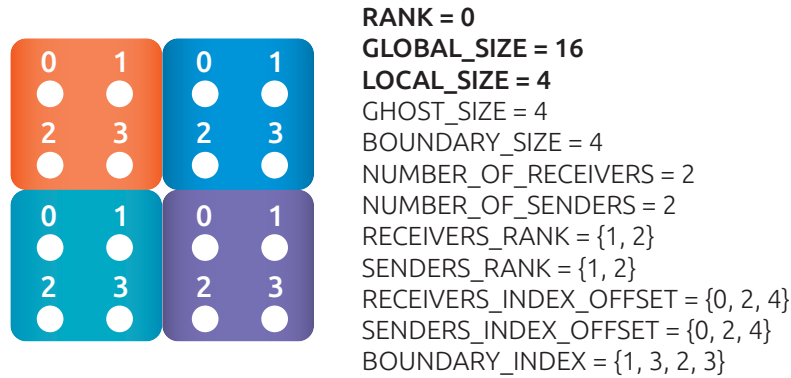 0 1 0 1
2 3 2 3
0 1 0 1
2 3 2 3
RANK = 0
GLOBAL_SIZE = 16
LOCAL_SIZE = 4
GHOST_SIZE = 4
BOUNDARY_SIZE = 4
NUMBER_OF_RECEIVERS = 2
NUMBER_OF_SENDERS = 2
RECEIVERS_RANK = {1, 2}
SENDERS_RANK = {1, 2}
RECEIVERS_INDEX_OFFSET = {0, 2, 4}
SENDERS_INDEX_OFFSET = {0, 2, 4}
BOUNDARY_INDEX = {1, 3, 2, 3}